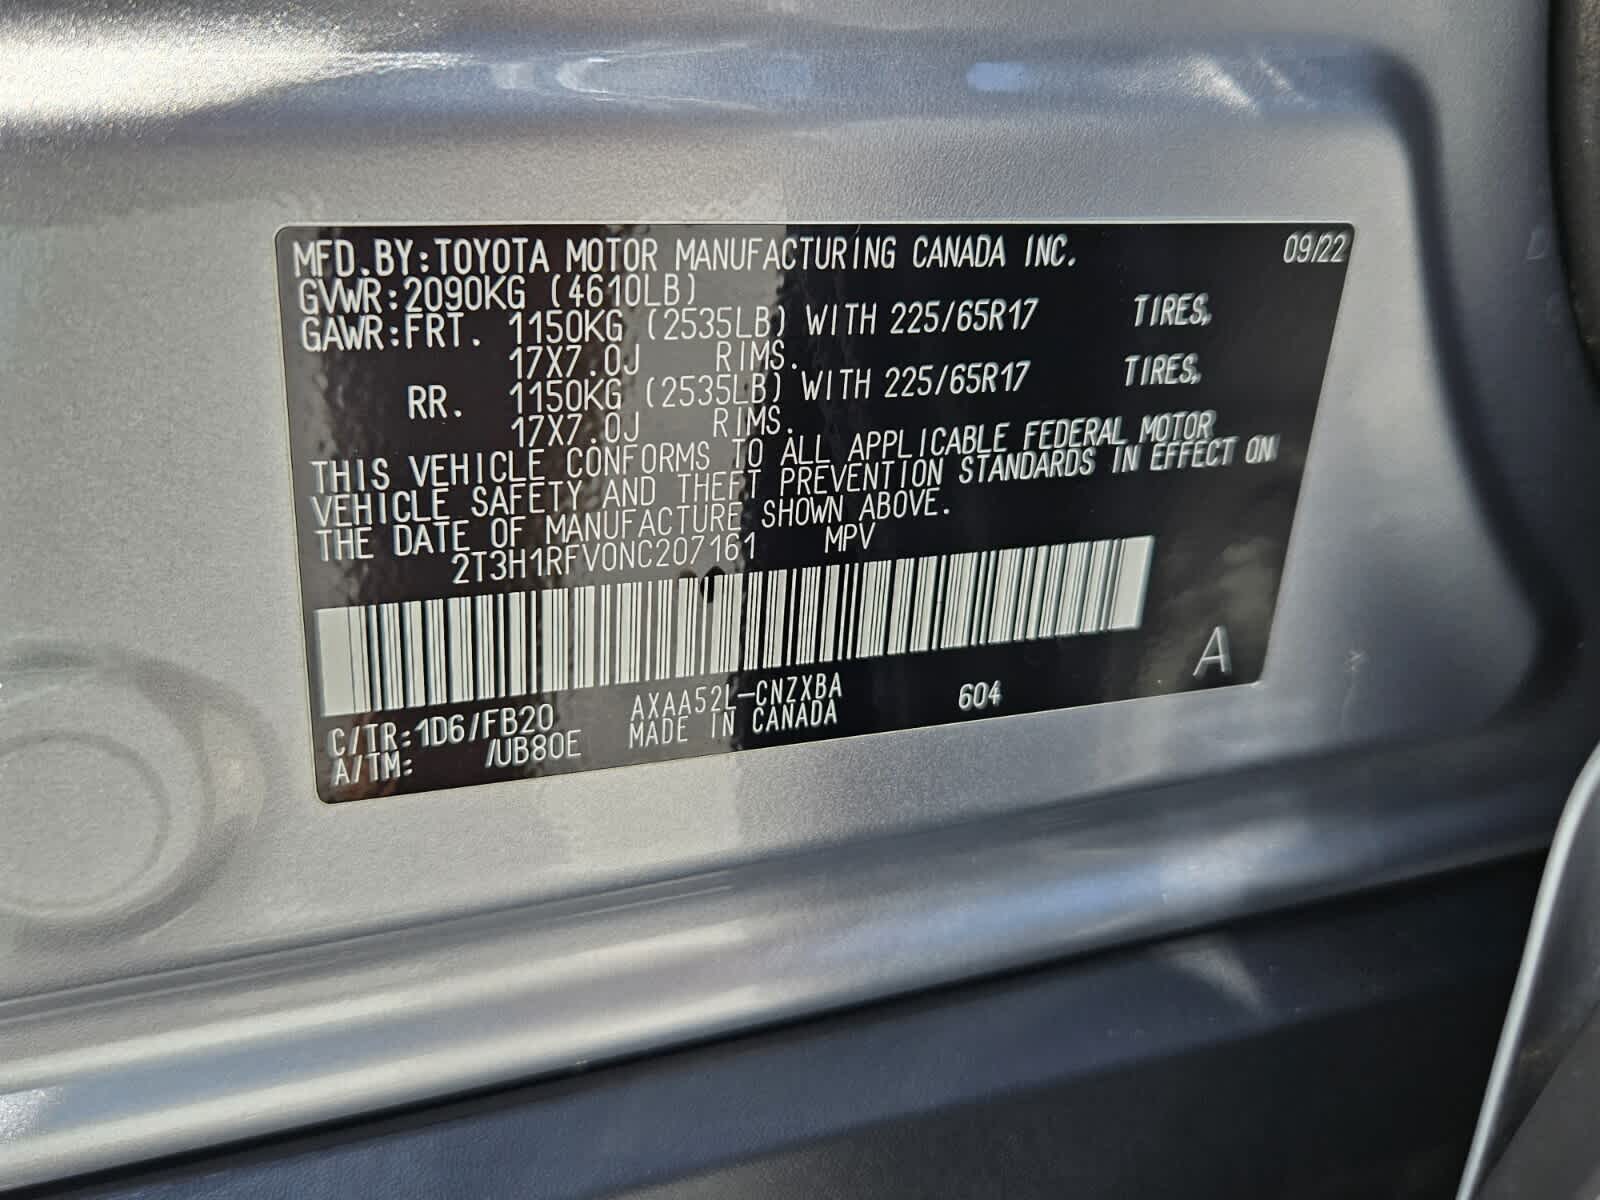 MFD.BY:TOYOTA MOTOR MANUFACTURING CANADA INC. 09/22
GVWR:2090KG (4610LB)
GAWR:FRT. 1150KG (2535LB) WITH 225/65R17 TIRES,
17X7.0J RIMS.
RR. 1150KG (2535LB) WITH 225/65R17 TIRES,
17X7.0J RIMS.
THIS VEHICLE CONFORMS TO ALL APPLICABLE FEDERAL MOTOR
VEHICLE SAFETY AND THEFT PREVENTION STANDARDS IN EFFECT ON
THE DATE OF MANUFACTURE SHOWN ABOVE.
2T3H1RFV0NC207161 MPV
A
C/TR:1D6/FB20 AXAA52L-CNZXBA 604
A/TM: /UB80E MADE IN CANADA